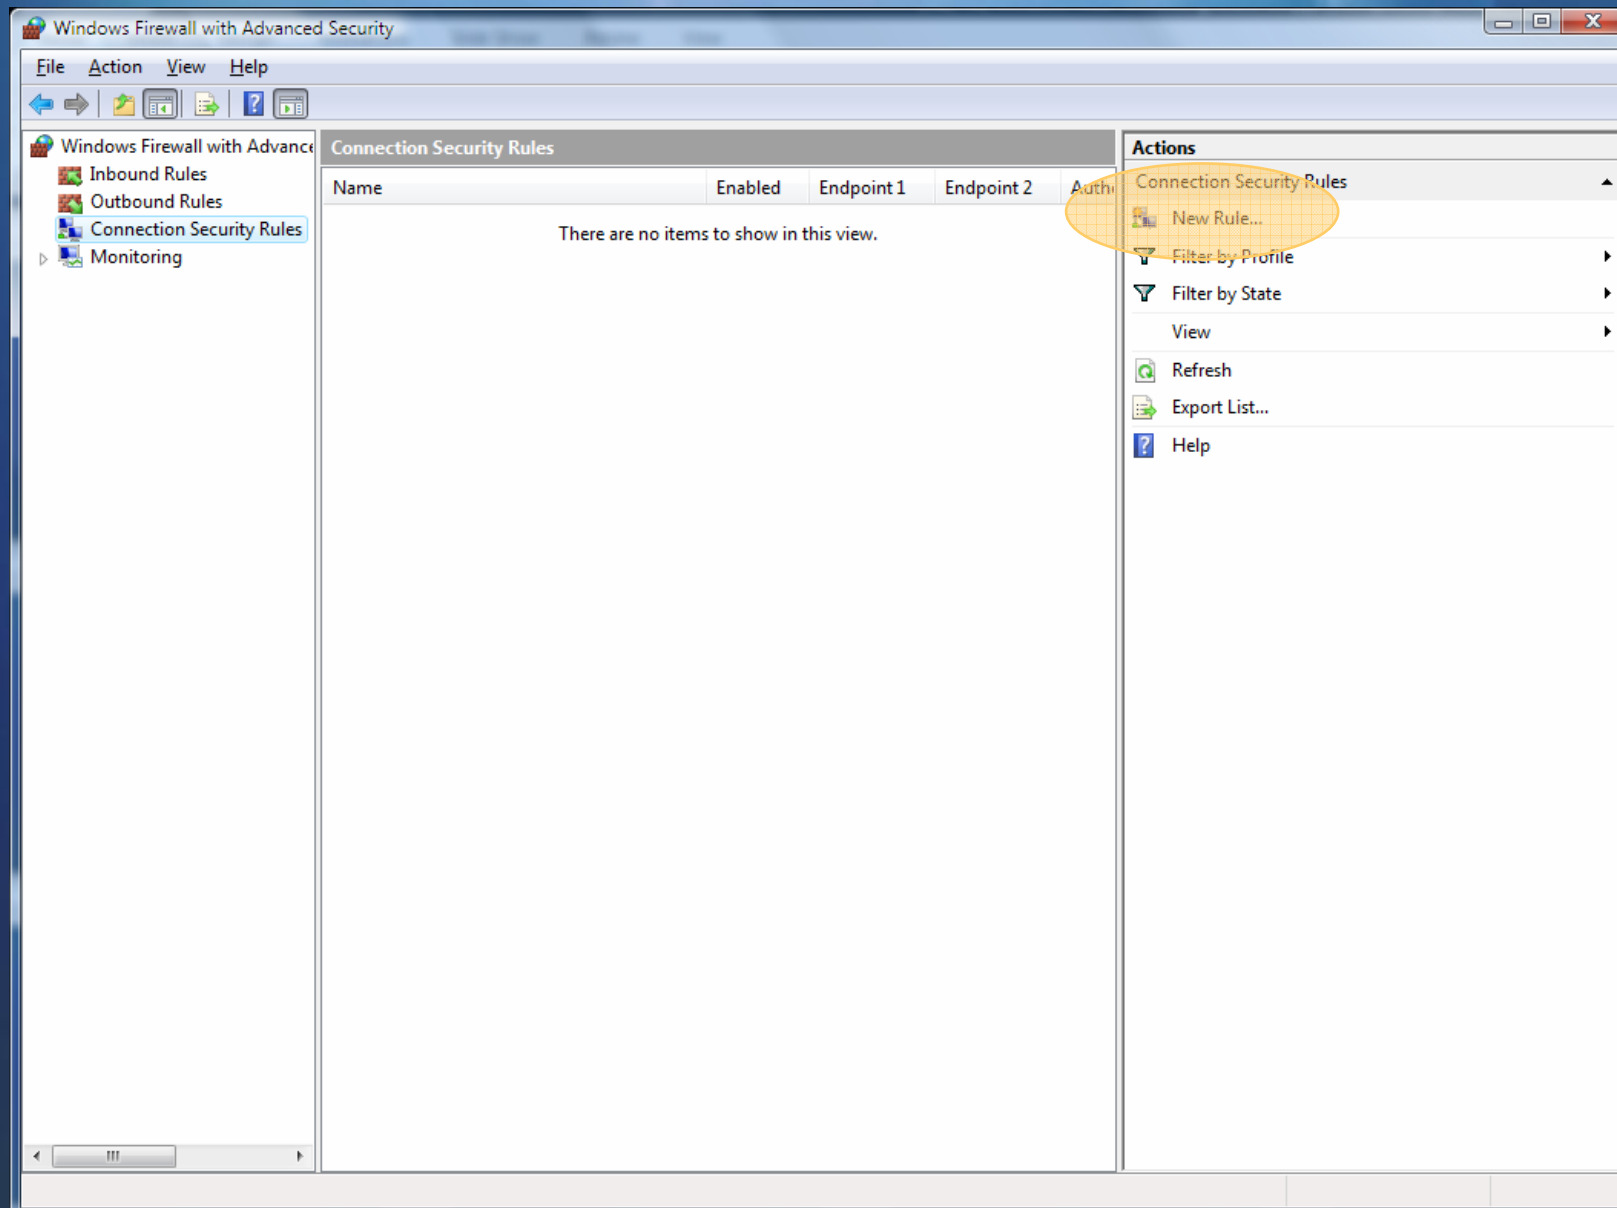 Windows Firewall with Advanced Security
File Action View Help
Windows Firewall with Advance
Inbound Rules
Outbound Rules
Connection Security Rules
Monitoring
Connection Security Rules
Name Enabled Endpoint 1 Endpoint 2 Authe
There are no items to show in this view.
Actions
Connection Security Rules
New Rule...
Filter by Profile
Filter by State
View
Refresh
Export List...
Help